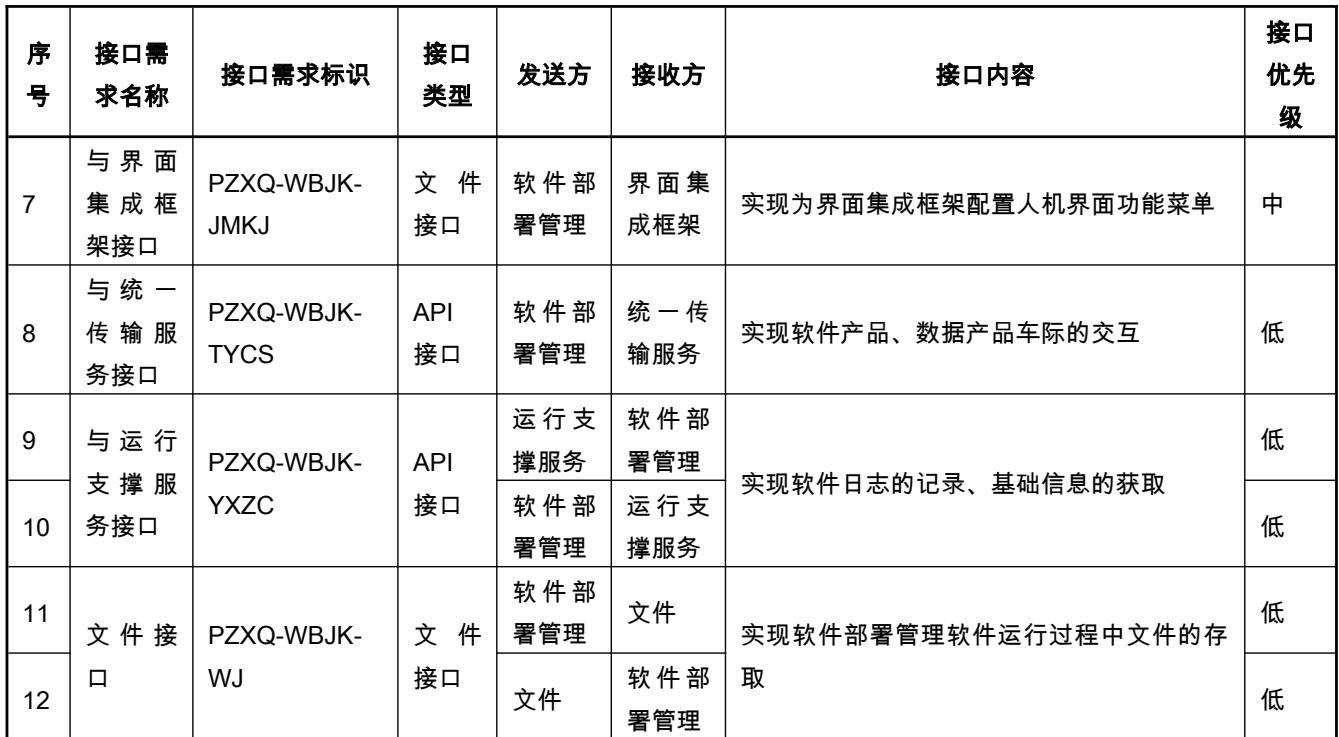 序号 接口需求名称 接口需求标识 接口类型 发送方 接收方 接口内容 接口优先级
7 与界面集成框架接口 PZXQ-WBJK-JMKJ 文件接口 软件部署管理 界面集成框架 实现为界面集成框架配置人机界面功能菜单 中
8 与统一传输服务接口 PZXQ-WBJK-TYCS API接口 软件部署管理 统一传输服务 实现软件产品、数据产品车际的交互 低
9 与运行支撑服务接口 PZXQ-WBJK-YXZC API接口 运行支撑服务 软件部署管理 实现软件日志的记录、基础信息的获取 低
10 软件部署管理 运行支撑服务 低
11 文件接口 PZXQ-WBJK-WJ 文件接口 软件部署管理 文件 实现软件部署管理软件运行过程中文件的存取 低
12 文件 软件部署管理 低